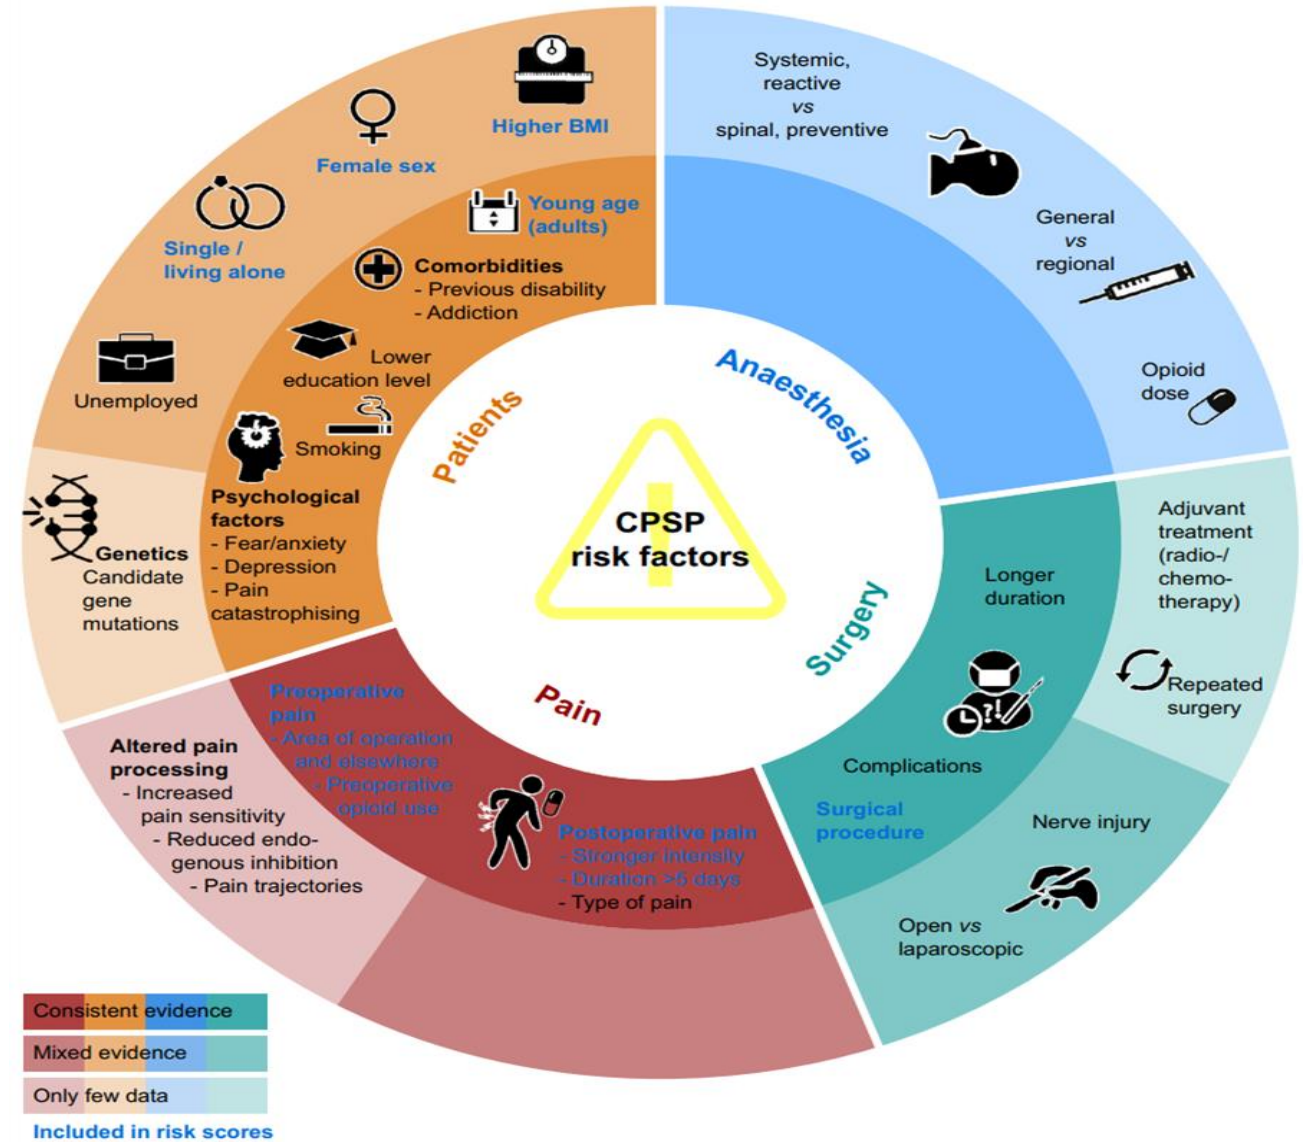 Higher BMI
Female sex
Single /
living alone
Unemployed
Young age
(adults)
Comorbidities
- Previous disability
- Addiction
Lower
education level
Smoking
Psychological
factors
- Fear/anxiety
- Depression
- Pain
catastrophising
Genetics
Candidate
gene
mutations
Systemic,
reactive
vs
spinal, preventive
General
vs
regional
Opioid
dose
Patients
Anaesthesia
CPSP
risk factors
Surgery
Pain
Longer
duration
?!
Complications
Surgical
procedure
Adjuvant
treatment
(radio-/
chemo-
therapy)
Repeated
surgery
Nerve injury
Open vs
laparoscopic
Preoperative
pain
- Area of operation
and elsewhere
- Preoperative
opioid use
Postoperative pain
- Stronger intensity
- Duration >5 days
- Type of pain
Altered pain
processing
- Increased
pain sensitivity
- Reduced endo-
genous inhibition
- Pain trajectories
Consistent evidence
Mixed evidence
Only few data
Included in risk scores